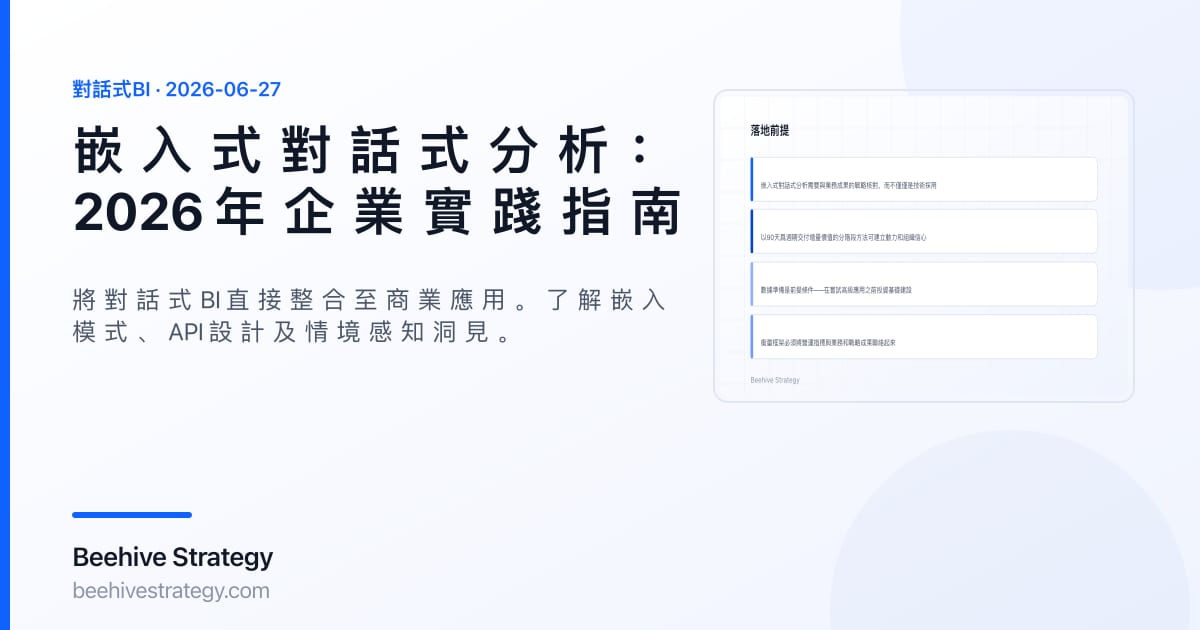 對話式BI · 2026-06-27
嵌入式對話式分析：
2026年企業實踐指南
將對話式BI直接整合至商業應用。了解嵌入
模式、API設計及情境感知洞見。
Beehive Strategy
beehivestrategy.com
落地前提
嵌入式對話式分析需要與業務成果的戰略核對，而不僅僅是技術採用
以90天為週期交付增量價值的分階段方法可建立動力和組織信心
數據準備是前提條件——在嘗試高級應用之前投資基礎建設
衡量框架必須將營運指標與業務和戰略成果聯絡起來
Beehive Strategy